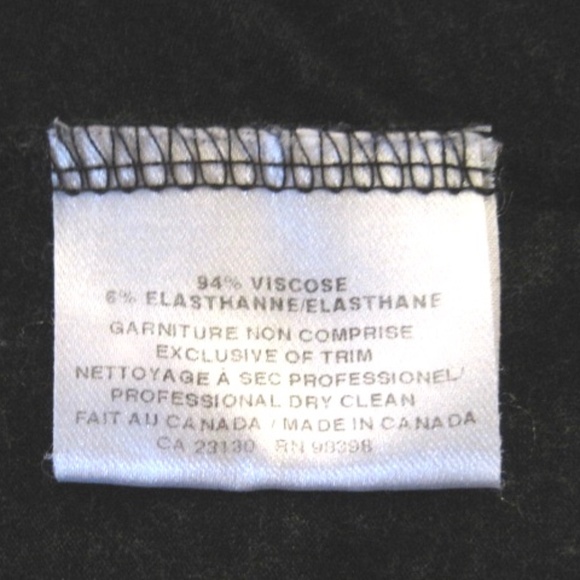 94% VISCOSE
6% ELASTHANNE/ELASTHANE
GARNITURE NON COMPRISE
EXCLUSIVE OF TRIM
NETTOYAGE À SEC PROFESSIONEL/
PROFESSIONAL DRY CLEAN
FAIT AU CANADA / MADE IN CANADA
CA 23130 RN 98398